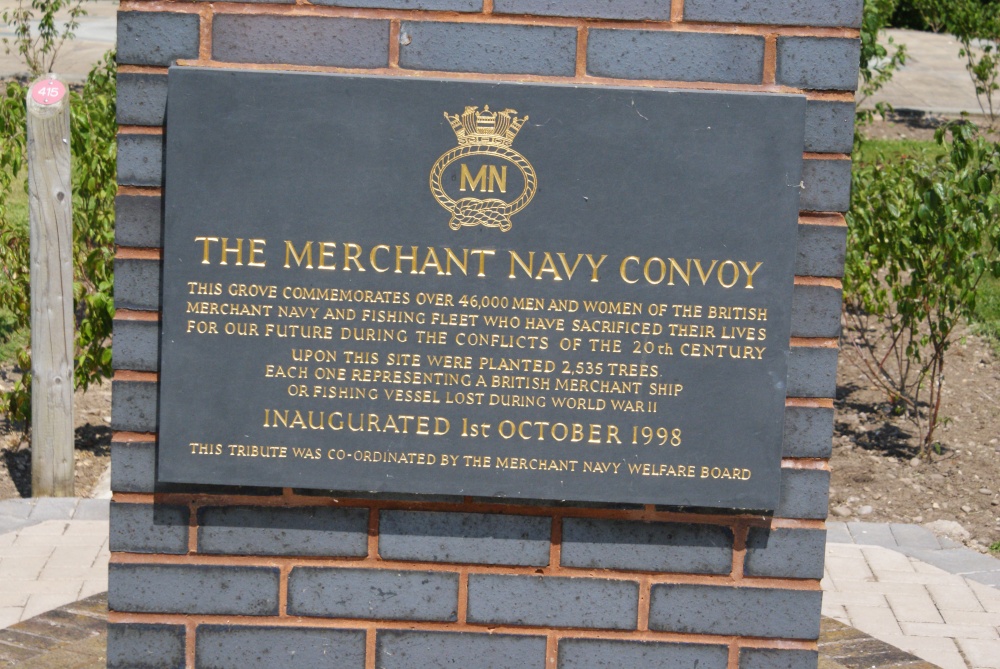 415
MN
THE MERCHANT NAVY CONVOY
THIS GROVE COMMEMORATES OVER 46,000 MEN AND WOMEN OF THE BRITISH
MERCHANT NAVY AND FISHING FLEET WHO HAVE SACRIFICED THEIR LIVES
FOR OUR FUTURE DURING THE CONFLICTS OF THE 20th CENTURY
UPON THIS SITE WERE PLANTED 2,535 TREES.
EACH ONE REPRESENTING A BRITISH MERCHANT SHIP
OR FISHING VESSEL LOST DURING WORLD WAR II
INAUGURATED 1st OCTOBER 1998
THIS TRIBUTE WAS CO-ORDINATED BY THE MERCHANT NAVY WELFARE BOARD